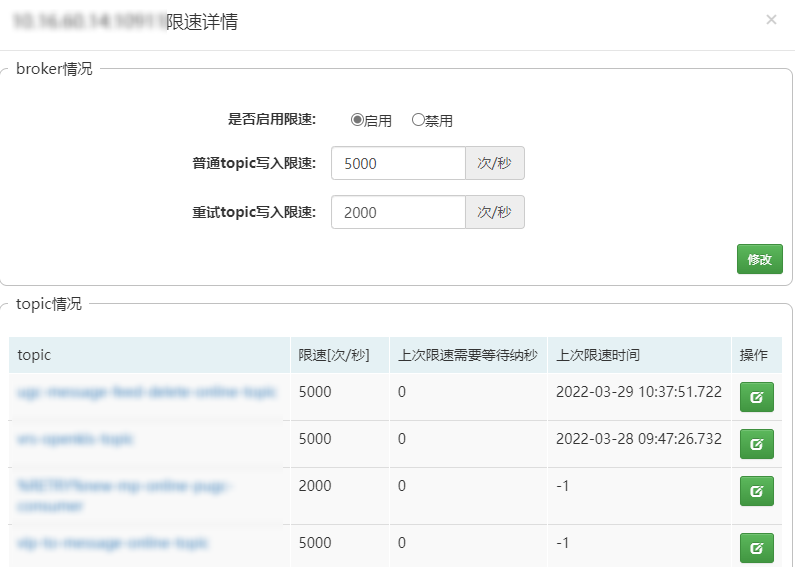 限速详情
×
broker情况
是否启用限速: 启用 禁用
普通topic写入限速: 5000 次/秒
重试topic写入限速: 2000 次/秒
修改
topic情况
topic 限速[次/秒] 上次限速需要等待纳秒 上次限速时间 操作
5000 0 2022-03-29 10:37:51.722
5000 0 2022-03-28 09:47:26.732
2000 0 -1
5000 0 -1